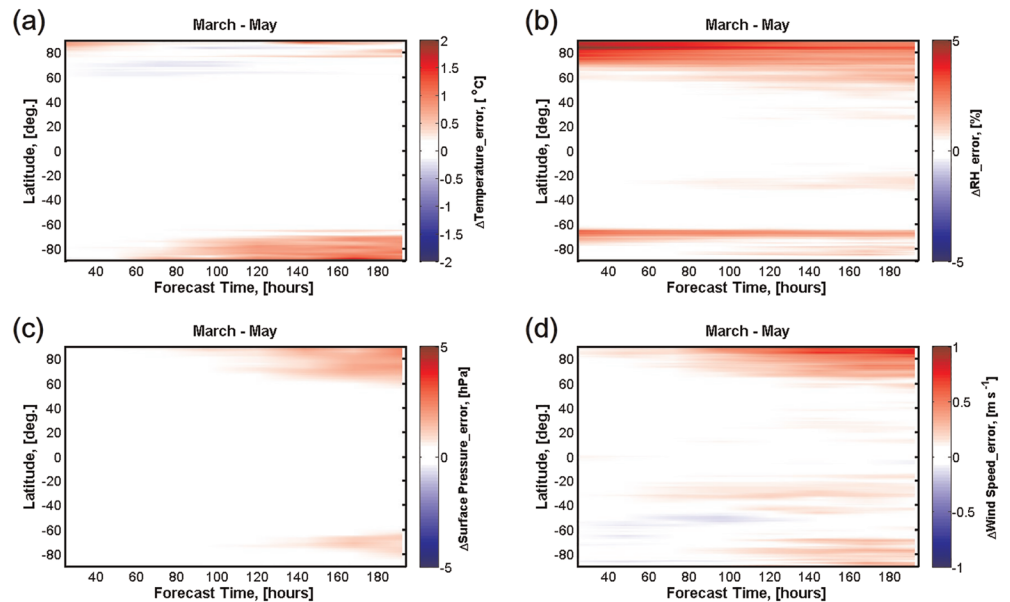 (a)
March - May
Latitude, [deg.]
80
60
40
20
0
-20
-40
-60
-80
40 60 80 100 120 140 160 180
Forecast Time, [hours]
2
1.5
1
0.5
0
-0.5
-1
-1.5
-2
ΔTemperature_error, [°C]
(b)
March - May
Latitude, [deg.]
80
60
40
20
0
-20
-40
-60
-80
40 60 80 100 120 140 160 180
Forecast Time, [hours]
5
0
-5
ΔRH_error, [%]
(c)
March - May
Latitude, [deg.]
80
60
40
20
0
-20
-40
-60
-80
40 60 80 100 120 140 160 180
Forecast Time, [hours]
5
0
-5
ΔSurface Pressure_error, [hPa]
(d)
March - May
Latitude, [deg.]
80
60
40
20
0
-20
-40
-60
-80
40 60 80 100 120 140 160 180
Forecast Time, [hours]
1
0.5
0
-0.5
-1
ΔWind Speed_error, [m s⁻¹]